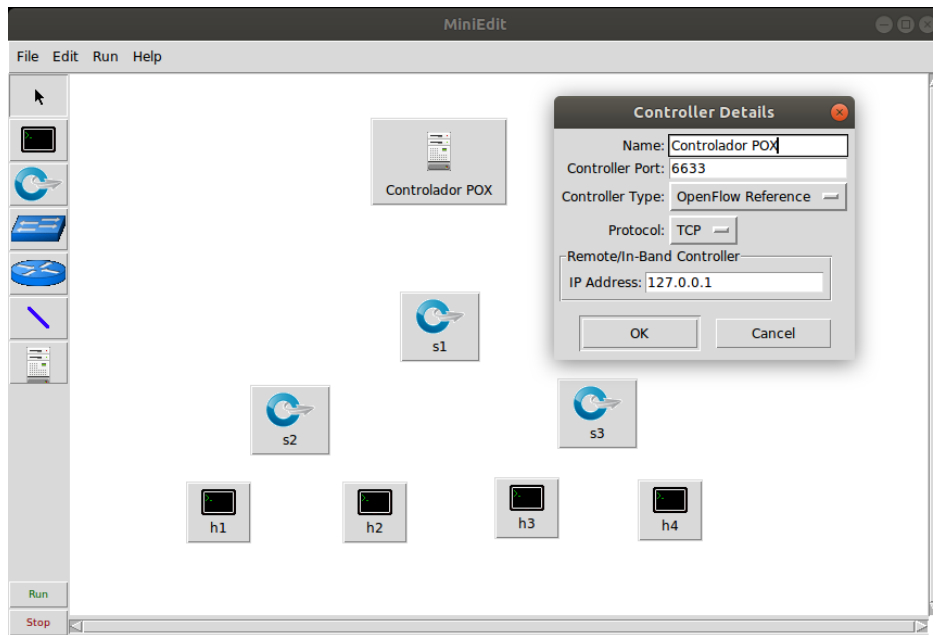 MiniEdit
File Edit Run Help
Controller Details
Name: Controlador POX
Controller Port: 6633
Controller Type: OpenFlow Reference
Protocol: TCP
Remote/In-Band Controller
IP Address: 127.0.0.1
OK Cancel
Controlador POX
s1
s2
s3
h1
h2
h3
h4
Run
Stop